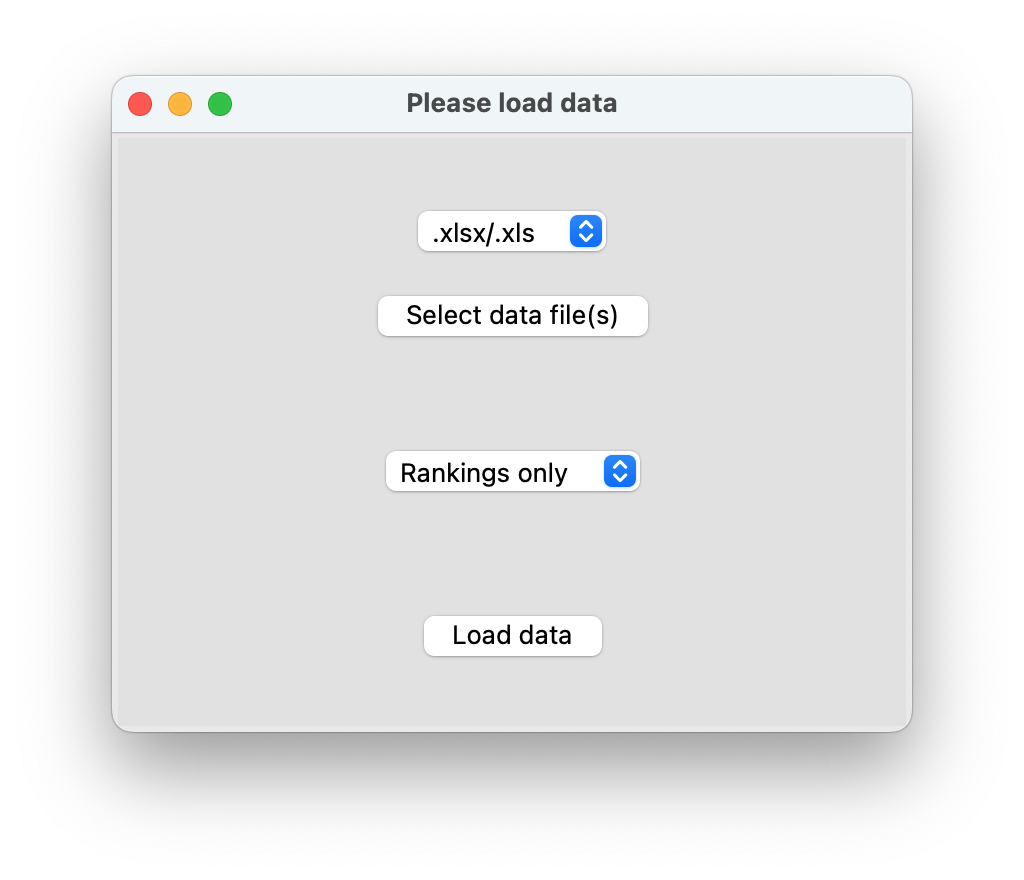 Please load data
.xlsx/.xls
Select data file(s)
Rankings only
Load data